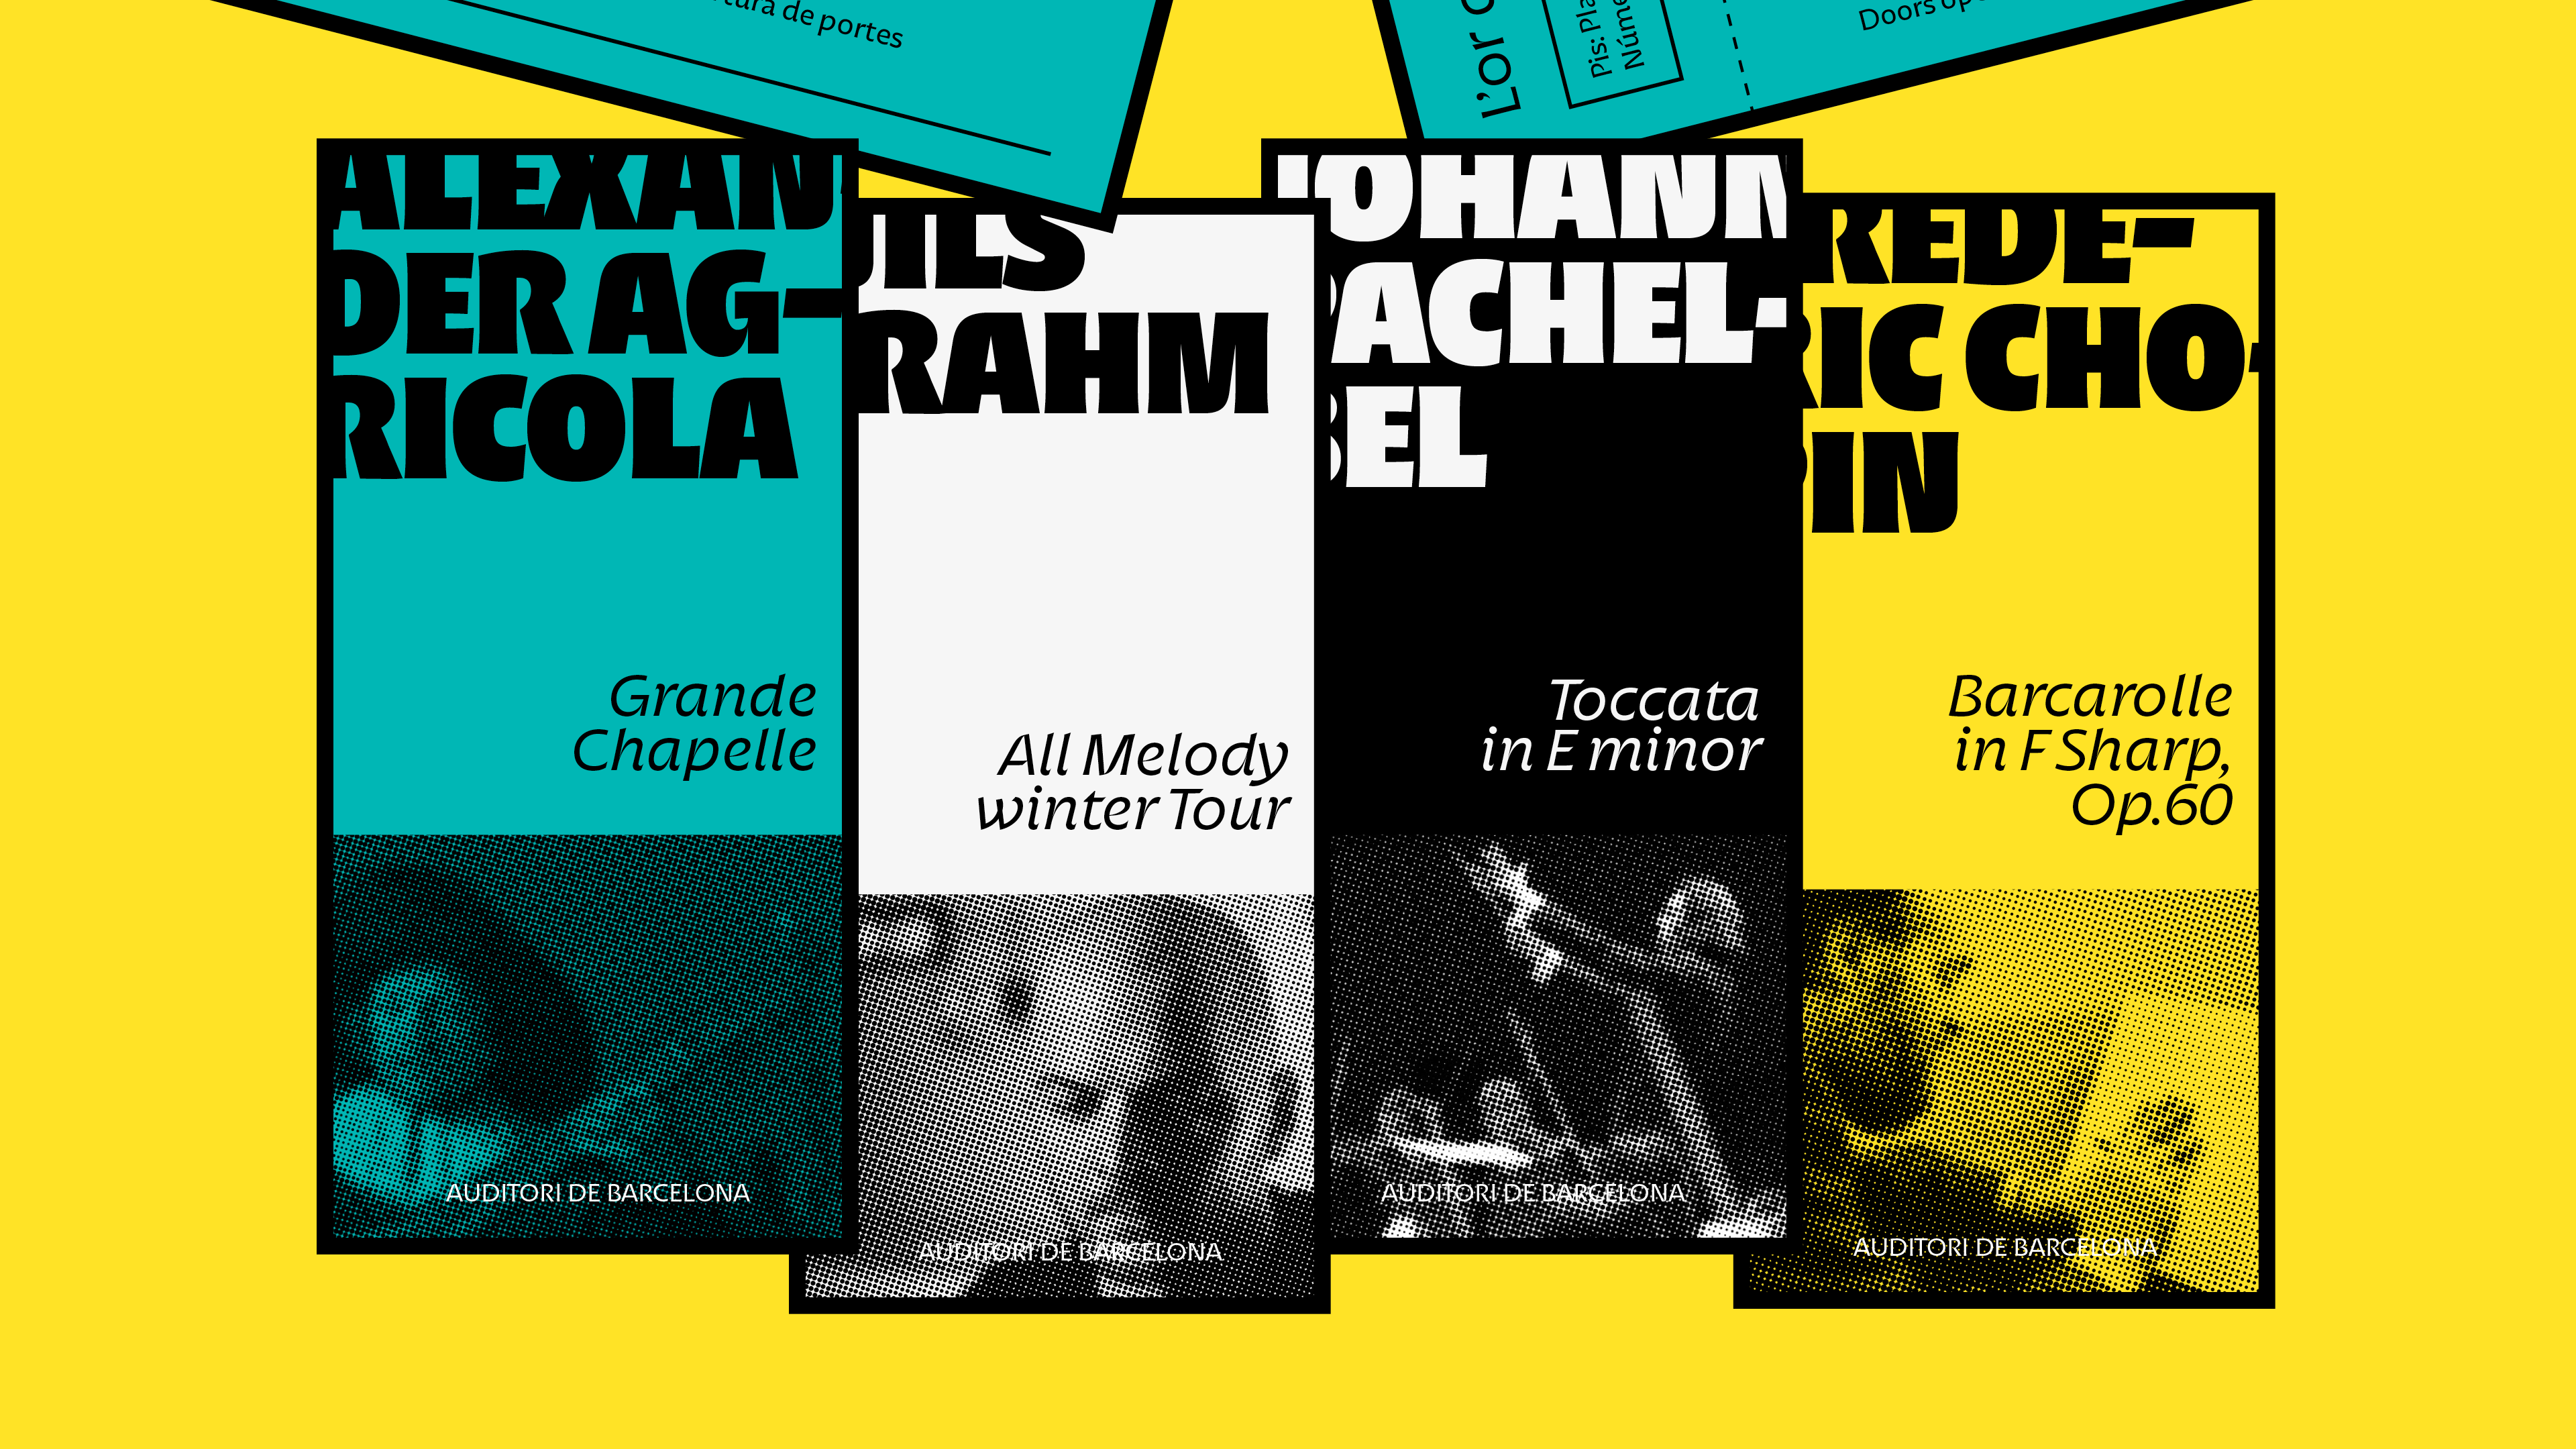 tura de portes
L'or
Pis: Pla
Núme
Doors op
ALEXAN-
DER AG-
RICOLA
Grande
Chapelle
AUDITORI DE BARCELONA
ILS
RAHM
All Melody
winter Tour
AUDITORI DE BARCELONA
JOHANN
PACHEL-
BEL
Toccata
in E minor
AUDITORI DE BARCELONA
REDE-
RIC CHO-
PIN
Barcarolle
in F Sharp,
Op.60
AUDITORI DE BARCELONA